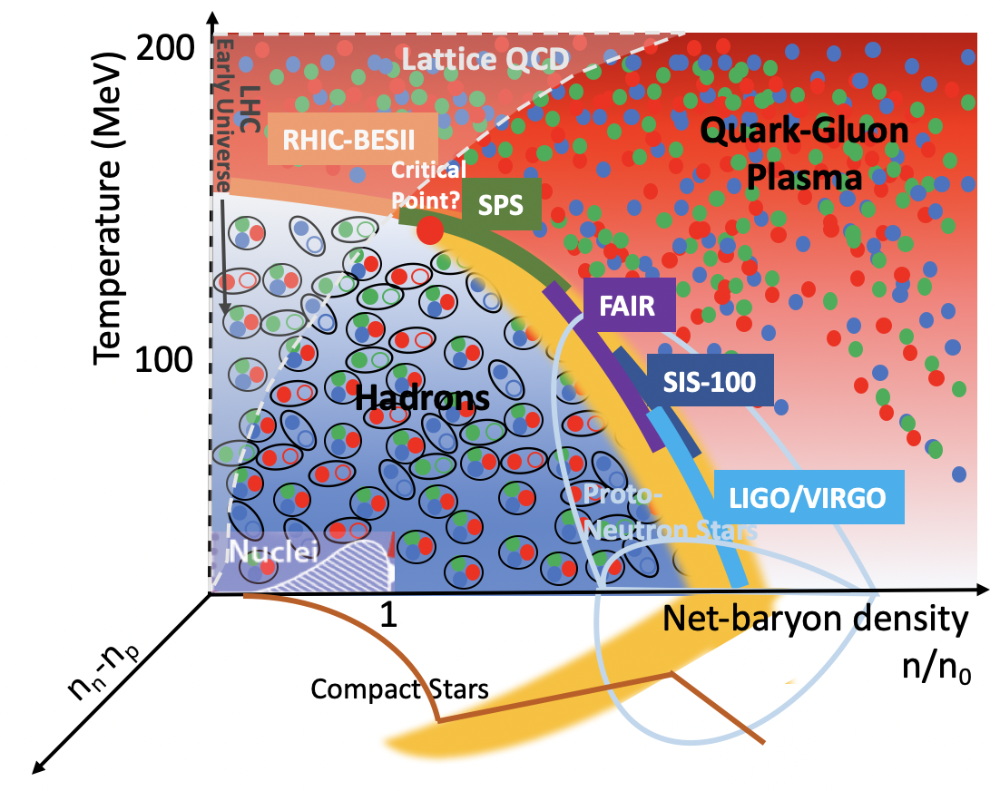 200
Temperature (MeV)
100
Early Universe
LHC
Lattice QCD
RHIC-BESII
Critical
Point?
SPS
Quark-Gluon
Plasma
FAIR
SIS-100
Hadrons
LIGO/VIRGO
Proto-
Neutron Stars
Nuclei
1
Net-baryon density
n/n₀
nₙ-nₚ
Compact Stars